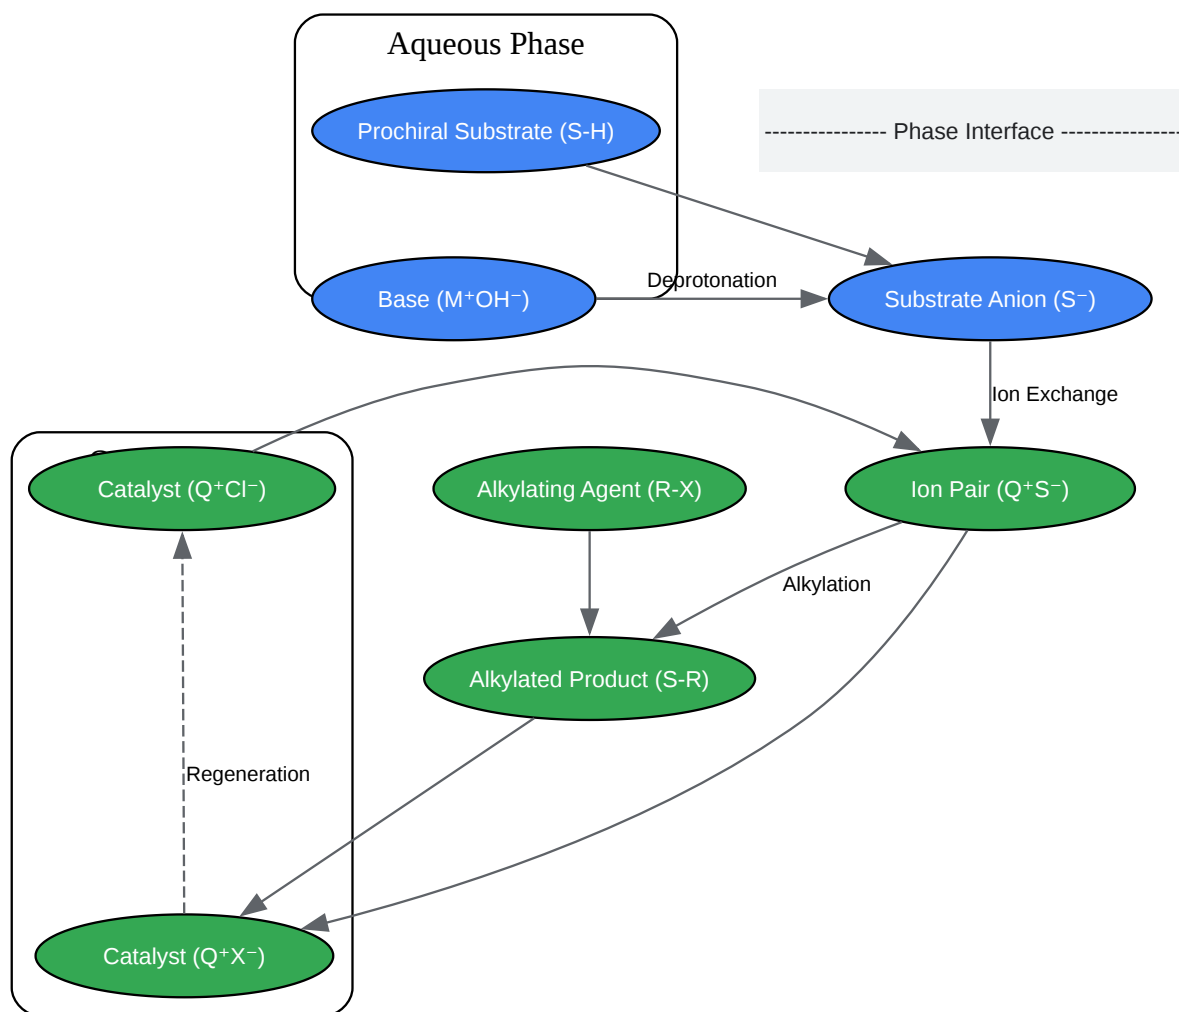 Aqueous Phase
Prochiral Substrate (S-H)
--------------- Phase Interface ---------------
Deprotonation
Base (M⁺OH⁻)
Substrate Anion (S⁻)
Ion Exchange
Catalyst (Q⁺Cl⁻)
Alkylating Agent (R-X)
Ion Pair (Q⁺S⁻)
Alkylation
Alkylated Product (S-R)
Regeneration
Catalyst (Q⁺X⁻)